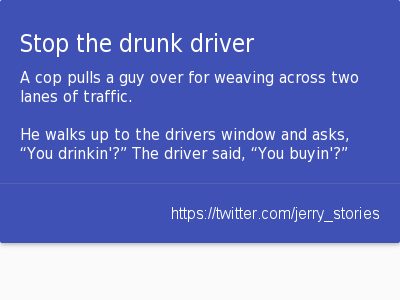 Stop the drunk driver
A cop pulls a guy over for weaving across two
lanes of traffic.
He walks up to the drivers window and asks,
“You drinkin'?” The driver said, “You buyin'?”
https://twitter.com/jerry_stories